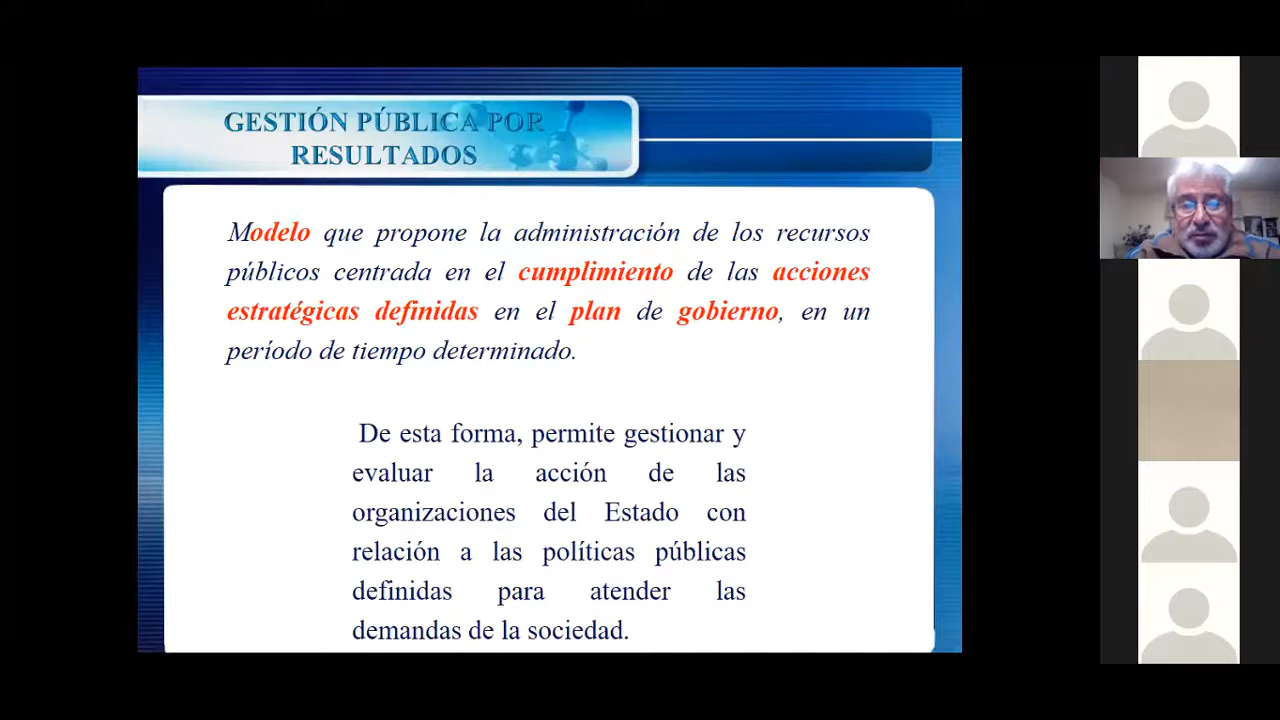 GESTIÓN PÚBLICA POR
RESULTADOS
Modelo que propone la administración de los recursos
públicos centrada en el cumplimiento de las acciones
estratégicas definidas en el plan de gobierno, en un
período de tiempo determinado.
De esta forma, permite gestionar y
evaluar la acción de las
organizaciones del Estado con
relación a las políticas públicas
definidas para atender las
demandas de la sociedad.